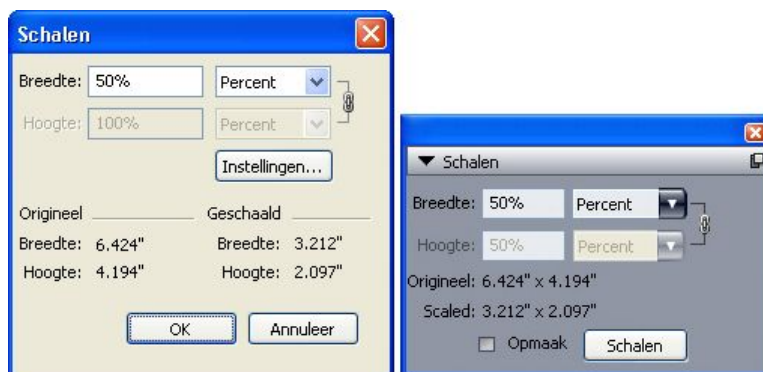 Schalen
Breedte: 50% Percent
Hoogte: 100% Percent
Instellingen...
Origineel Geschaald
Breedte: 6.424" Breedte: 3.212"
Hoogte: 4.194" Hoogte: 2.097"
OK Annuleer
Schalen
Breedte: 50% Percent
Hoogte: 50% Percent
Origineel: 6.424" x 4.194"
Scaled: 3.212" x 2.097"
Opmaak Schalen